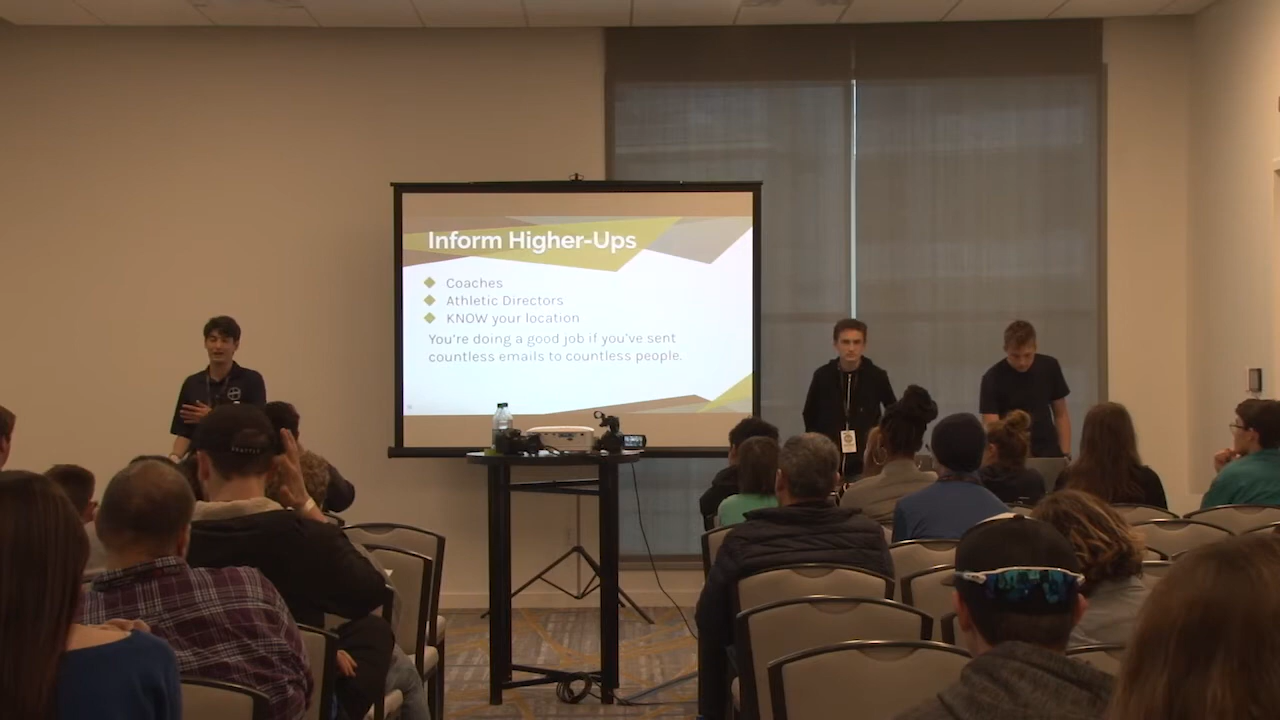 Inform Higher-Ups
Coaches
Athletic Directors
KNOW your location
You're doing a good job if you've sent
countless emails to countless people.
SEATTLE